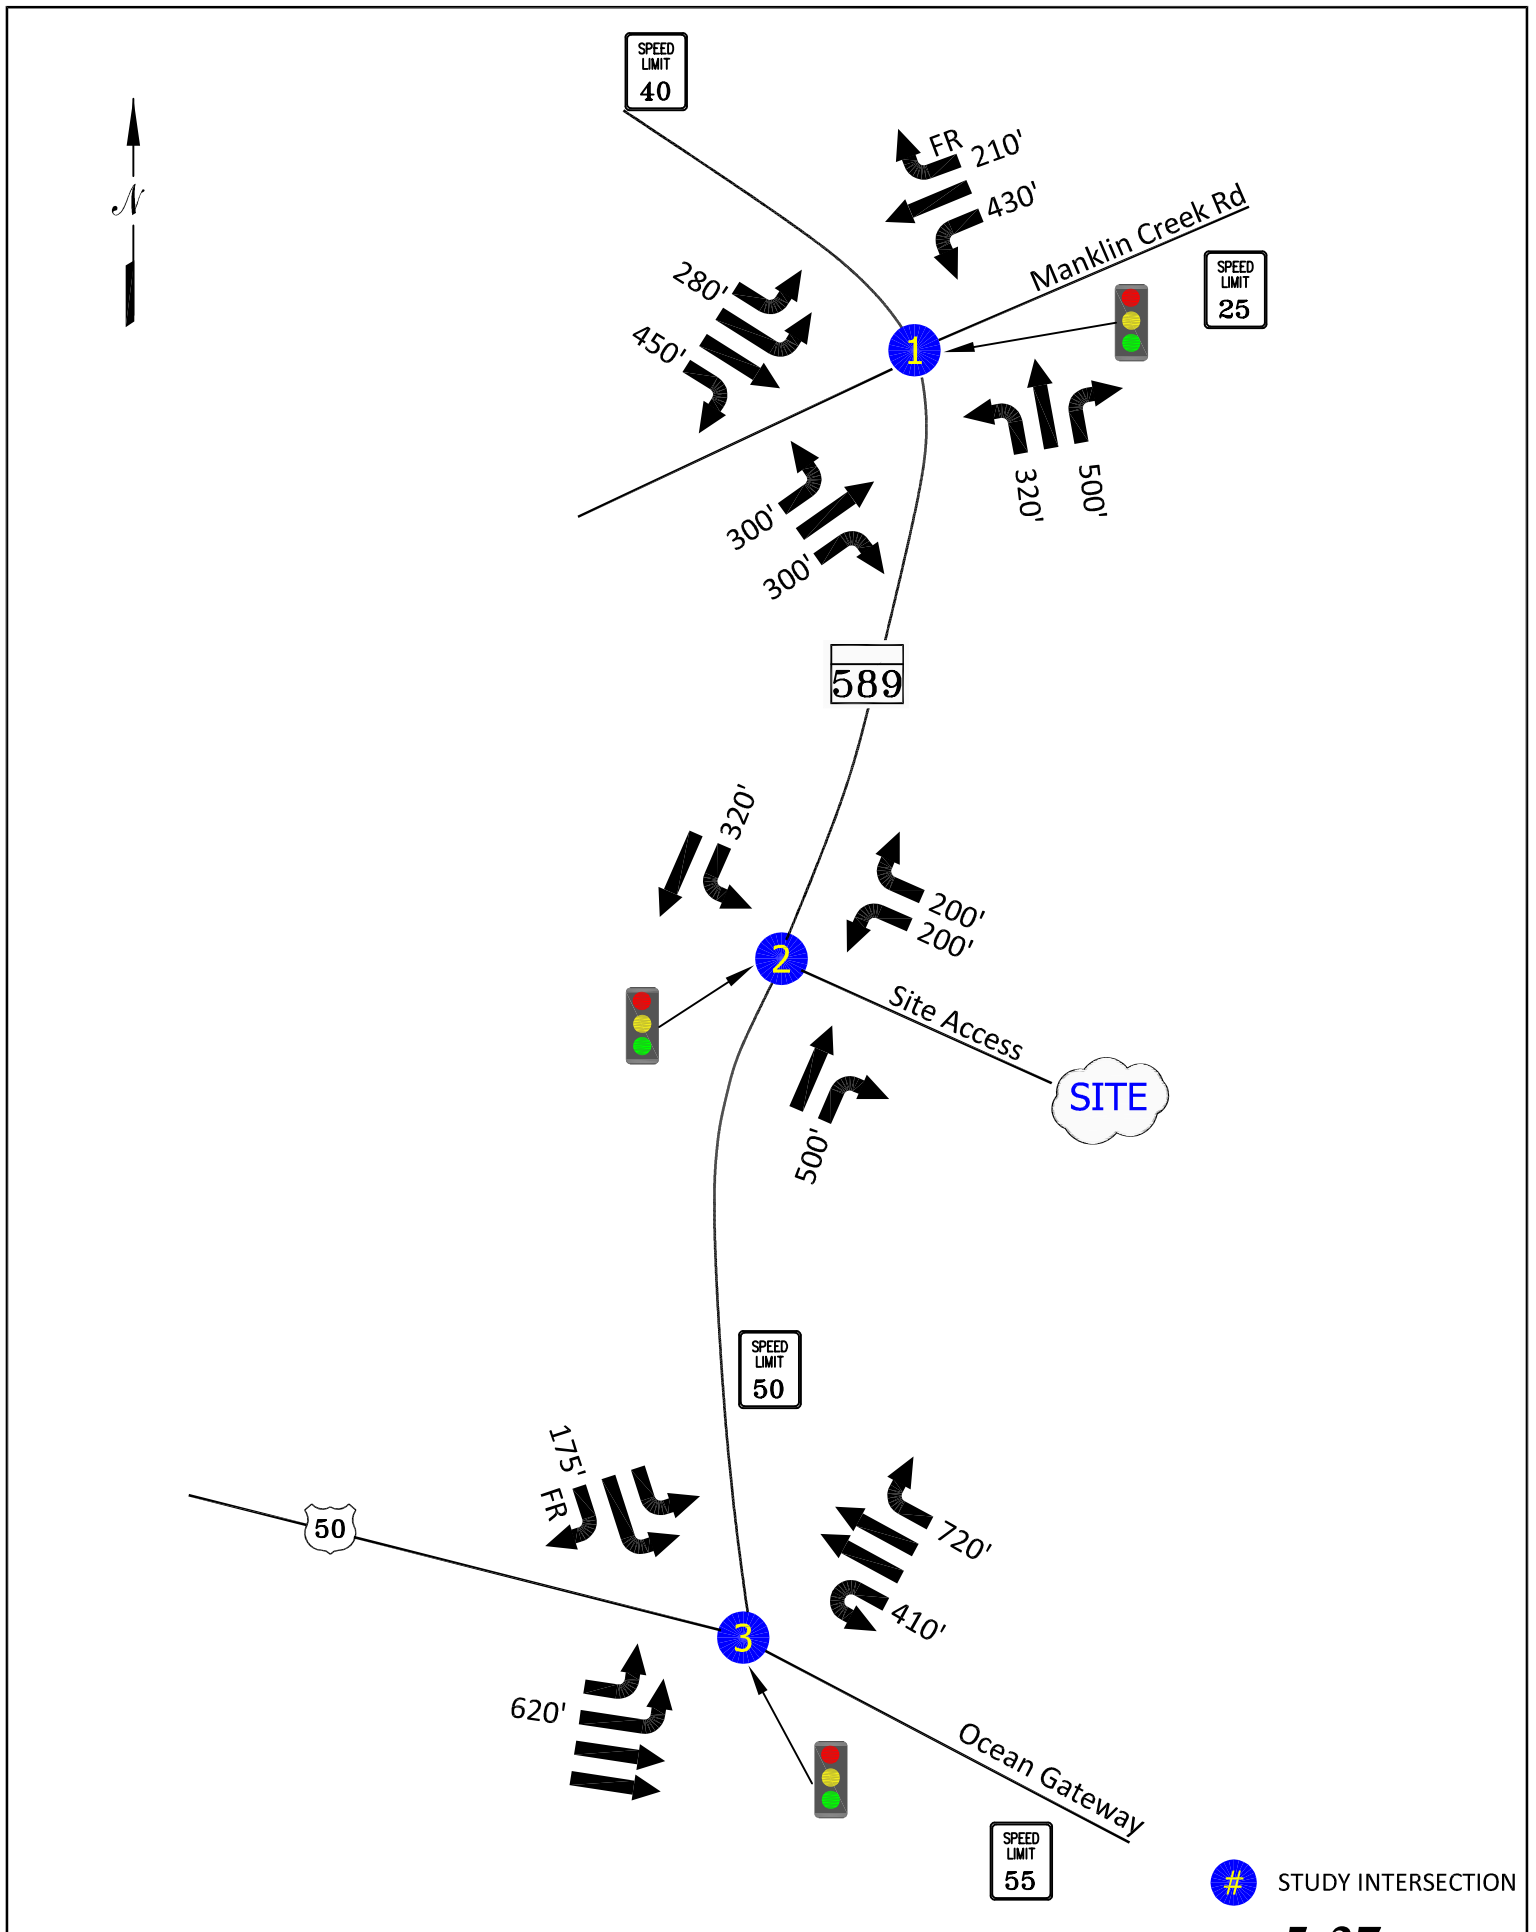 SPEED
LIMIT
40
N
FR
210'
430'
Manklin Creek Rd
SPEED
LIMIT
25
280'
450'
1
320'
500'
300'
300'
589
320'
200'
200'
2
Site Access
SITE
500'
SPEED
LIMIT
50
175'
FR
50
720'
410'
3
620'
Ocean Gateway
SPEED
LIMIT
55
# STUDY INTERSECTION